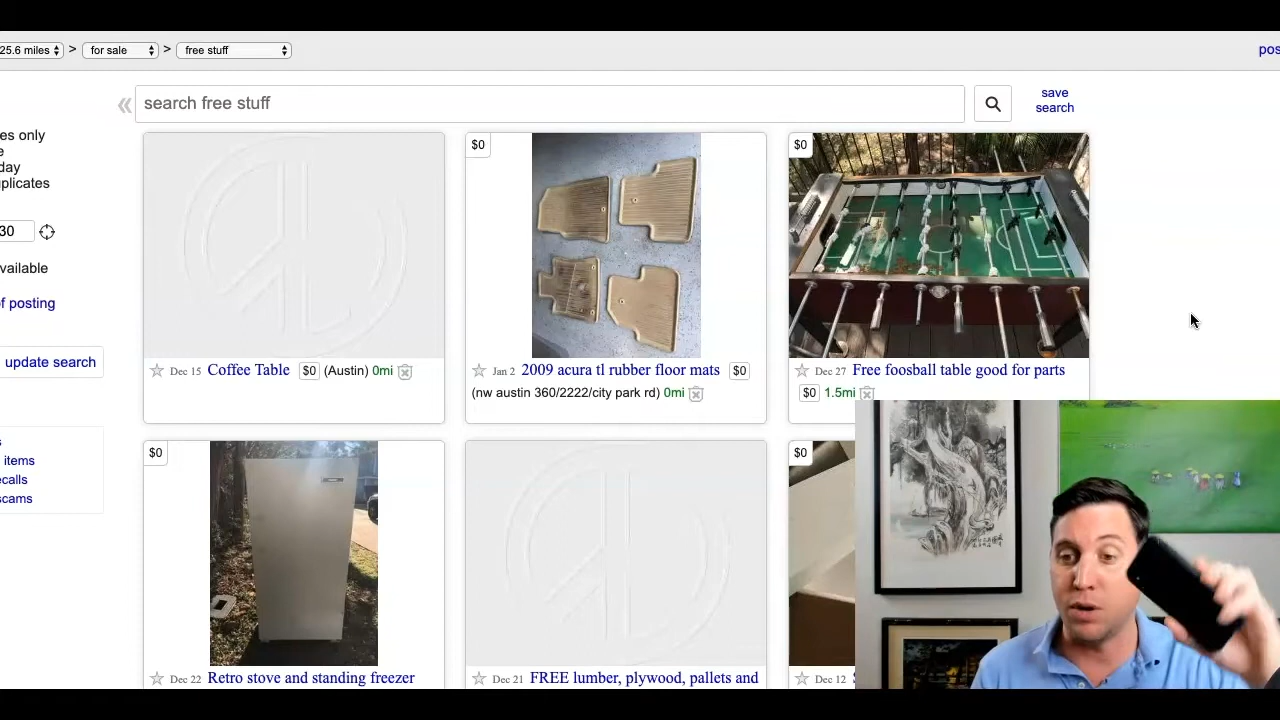 25.6 miles > for sale > free stuff
pos
« search free stuff
save
search
es only
e
day
uplicates
30
vailable
f posting
update search
s
items
ecalls
scams
$0
$0
Dec 15 Coffee Table $0 (Austin) 0mi
Jan 2 2009 acura tl rubber floor mats $0
(nw austin 360/2222/city park rd) 0mi
Dec 27 Free foosball table good for parts
$0 1.5mi
$0
$0
Dec 22 Retro stove and standing freezer
Dec 21 FREE lumber, plywood, pallets and
Dec 12